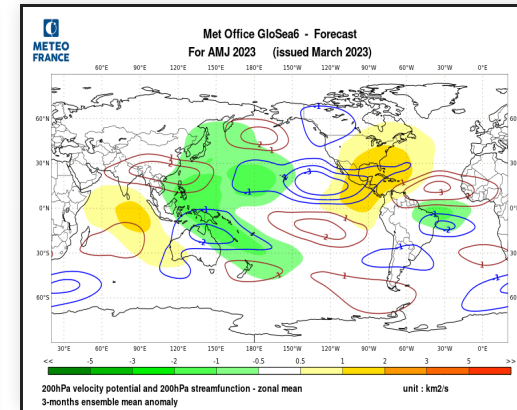 METEO
FRANCE
Met Office GloSea6 - Forecast
For AMJ 2023 (issued March 2023)
60°E 90°E 120°E 150°E 180° 150°W 120°W 90°W 60°W 30°W 0°E
60°N
30°N
0°N
30°S
60°S
30°E 60°E 90°E 120°E 150°E 180° 150°W 120°W 90°W 60°W 30°W 0°E
<< -5 -3 -2 -1 -0.5 0.5 1 2 3 5 >>
200hPa velocity potential and 200hPa streamfunction - zonal mean unit : km2/s
3-months ensemble mean anomaly